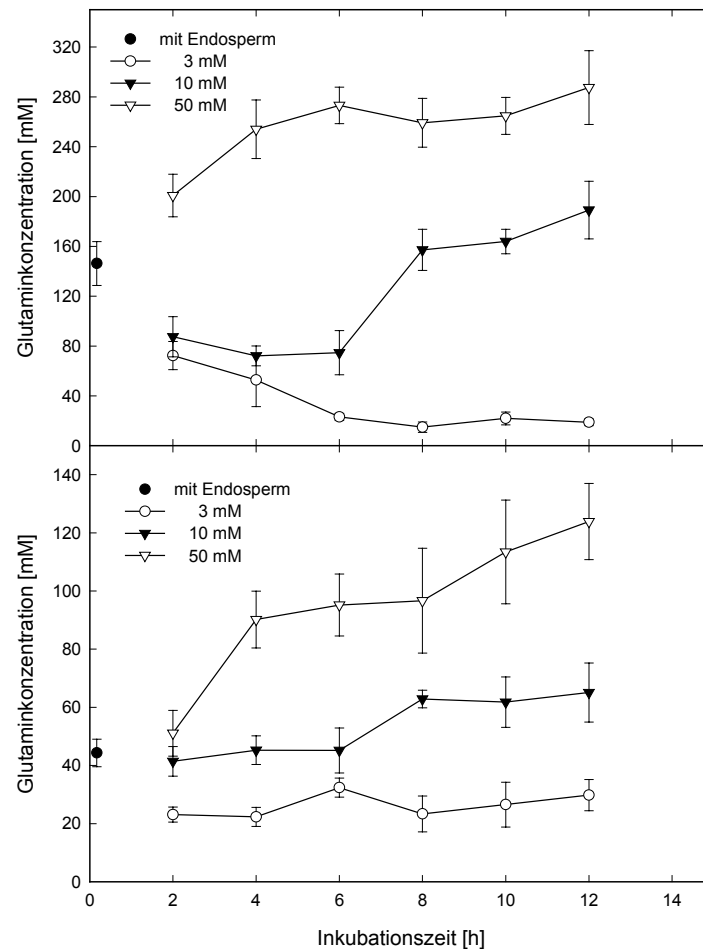 Glutaminkonzentration [mM]
320
280
240
200
160
120
80
40
0
mit Endosperm
3 mM
10 mM
50 mM
Glutaminkonzentration [mM]
140
120
100
80
60
40
20
0
mit Endosperm
3 mM
10 mM
50 mM
0 2 4 6 8 10 12 14
Inkubationszeit [h]